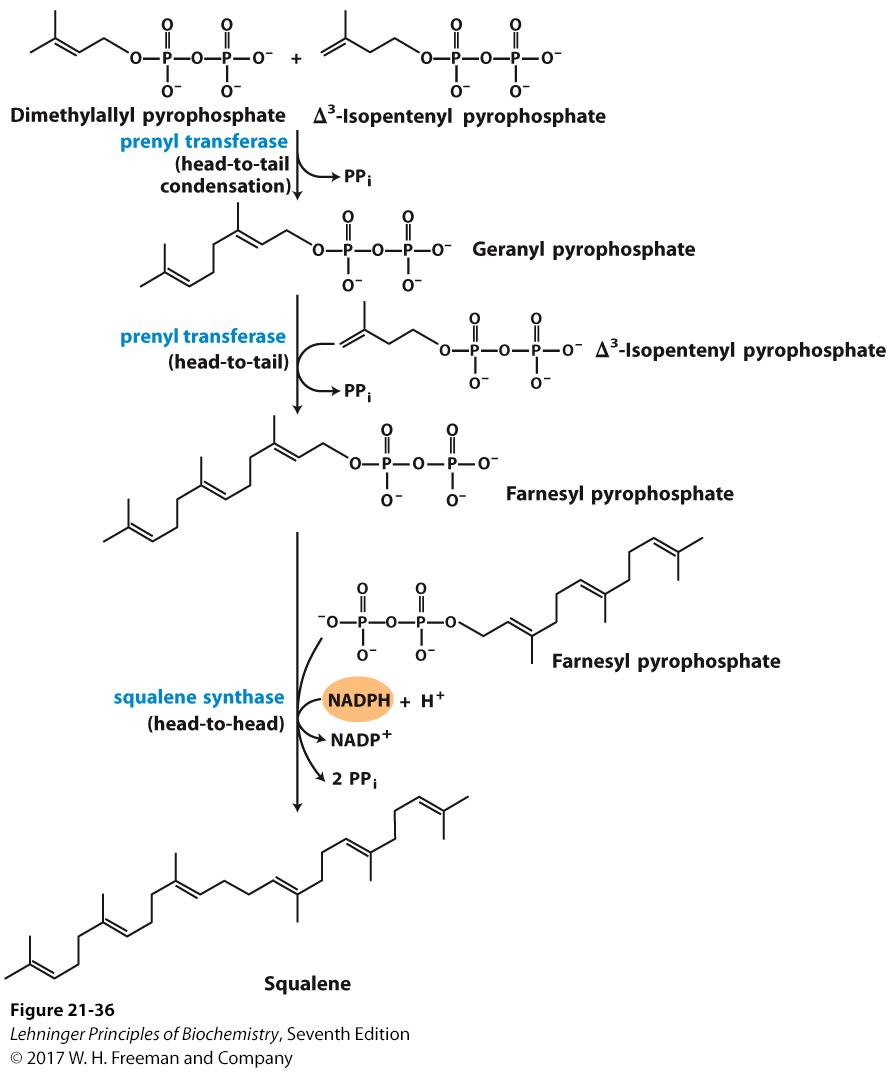 O O O O
O–P–O–P–O⁻ + O–P–O–P–O⁻
O⁻ O⁻ O⁻ O⁻
Dimethylallyl pyrophosphate Δ³-Isopentenyl pyrophosphate
prenyl transferase
(head-to-tail
condensation)
PPᵢ
O O
O–P–O–P–O⁻ Geranyl pyrophosphate
O⁻ O⁻
prenyl transferase
(head-to-tail)
O O
O–P–O–P–O⁻ Δ³-Isopentenyl pyrophosphate
O⁻ O⁻
PPᵢ
O O
O–P–O–P–O⁻
O⁻ O⁻
Farnesyl pyrophosphate
O O
⁻O–P–O–P–O
O⁻ O⁻
Farnesyl pyrophosphate
squalene synthase
(head-to-head)
NADPH + H⁺
NADP⁺
2 PPᵢ
Squalene
Figure 21-36
Lehninger Principles of Biochemistry, Seventh Edition
© 2017 W. H. Freeman and Company